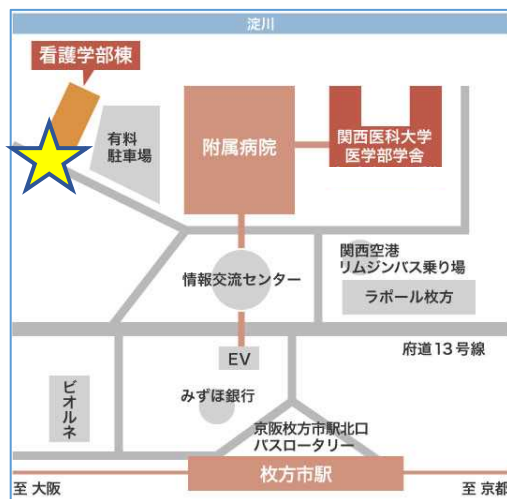 淀川
看護学部棟
有料
駐車場
附属病院
関西医科大学
医学部学舎
情報交流センター
関西空港
リムジンバス乗り場
ラポール枚方
府道13号線
EV
ビオルネ
みずほ銀行
京阪枚方市駅北口
バスロータリー
枚方市駅
至 大阪
至 京都